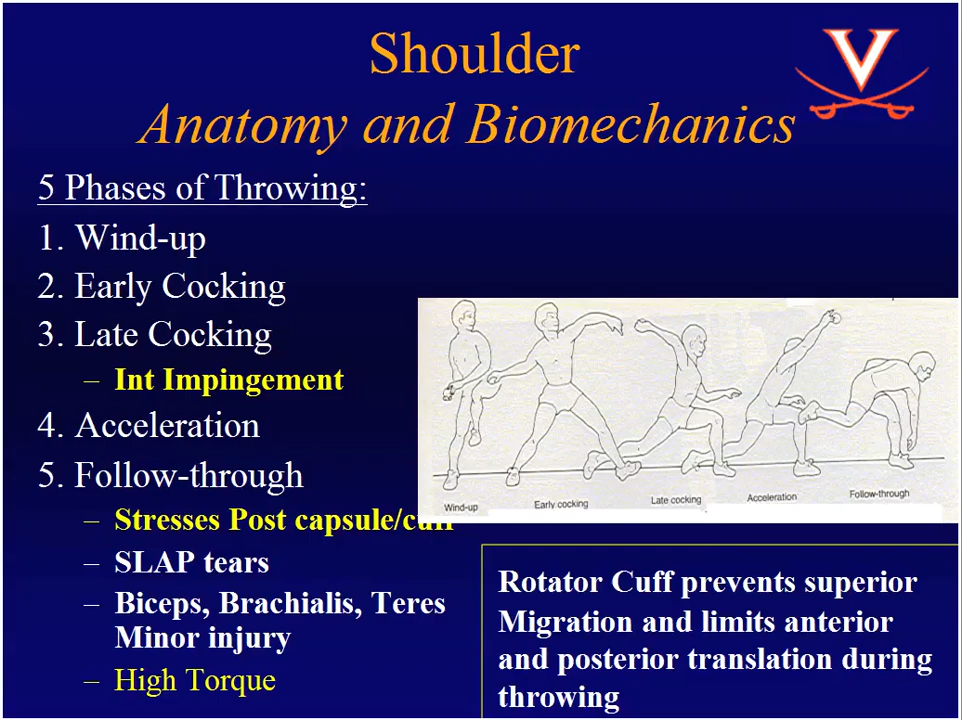 Shoulder
Anatomy and Biomechanics
5 Phases of Throwing:
1. Wind-up
2. Early Cocking
3. Late Cocking
– Int Impingement
4. Acceleration
5. Follow-through
– Stresses Post capsule/cuff
– SLAP tears
– Biceps, Brachialis, Teres
Minor injury
– High Torque
Wind-up
Early cocking
Late cocking
Acceleration
Follow-through
Rotator Cuff prevents superior
Migration and limits anterior
and posterior translation during
throwing